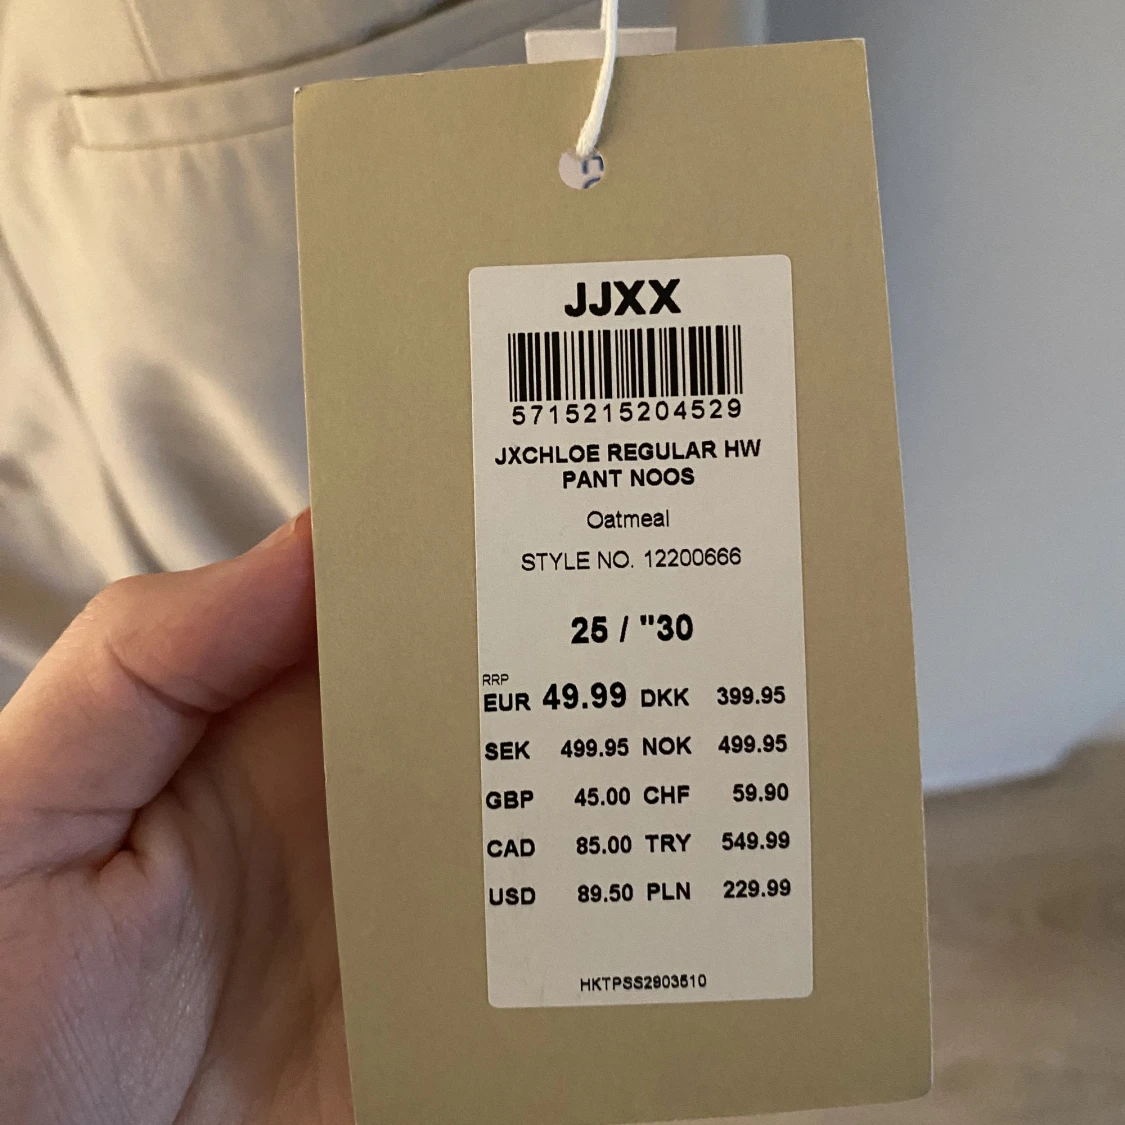 JJXX
5715215204529
JXCHLOE REGULAR HW
PANT NOOS
Oatmeal
STYLE NO. 12200666
25 / "30
RRP
EUR 49.99 DKK 399.95
SEK 499.95 NOK 499.95
GBP 45.00 CHF 59.90
CAD 85.00 TRY 549.99
USD 89.50 PLN 229.99
HKTPSS2903510